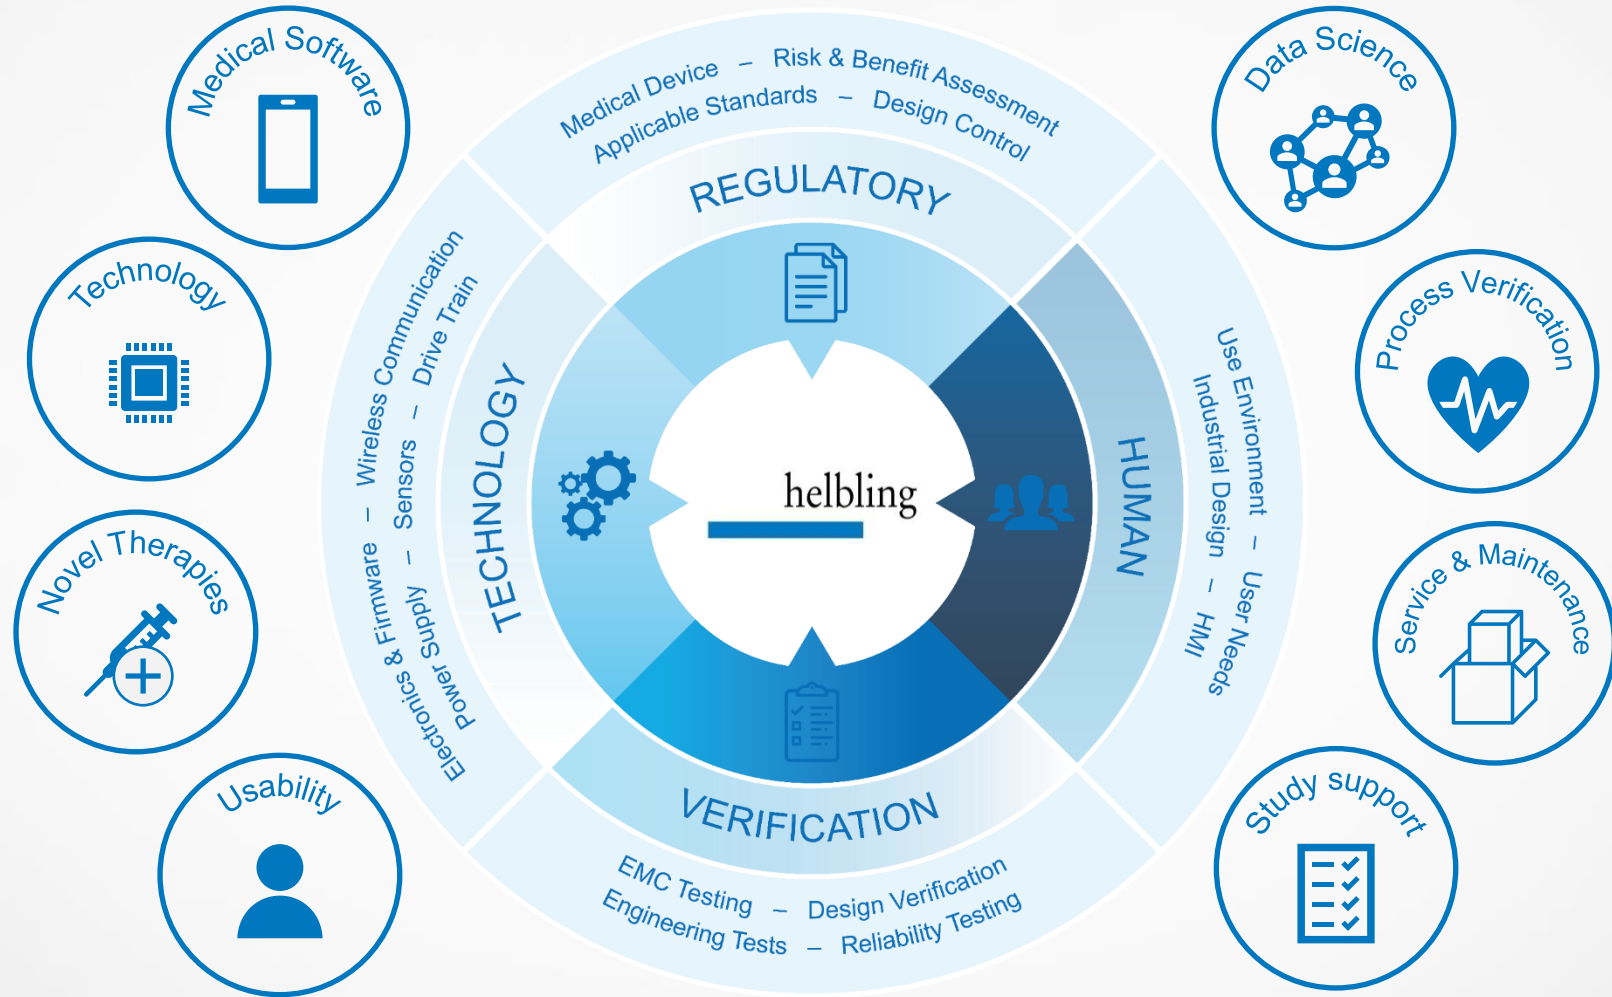 Medical Software
Technology
Novel Therapies
Usability
Medical Device – Risk & Benefit Assessment
Applicable Standards – Design Control
REGULATORY
Electronics & Firmware – Wireless Communication
Power Supply – Sensors – Drive Train
TECHNOLOGY
helbling
HUMAN
Use Environment – User Needs
Industrial Design – HMI
VERIFICATION
EMC Testing – Design Verification
Engineering Tests – Reliability Testing
Data Science
Process Verification
Service & Maintenance
Study support